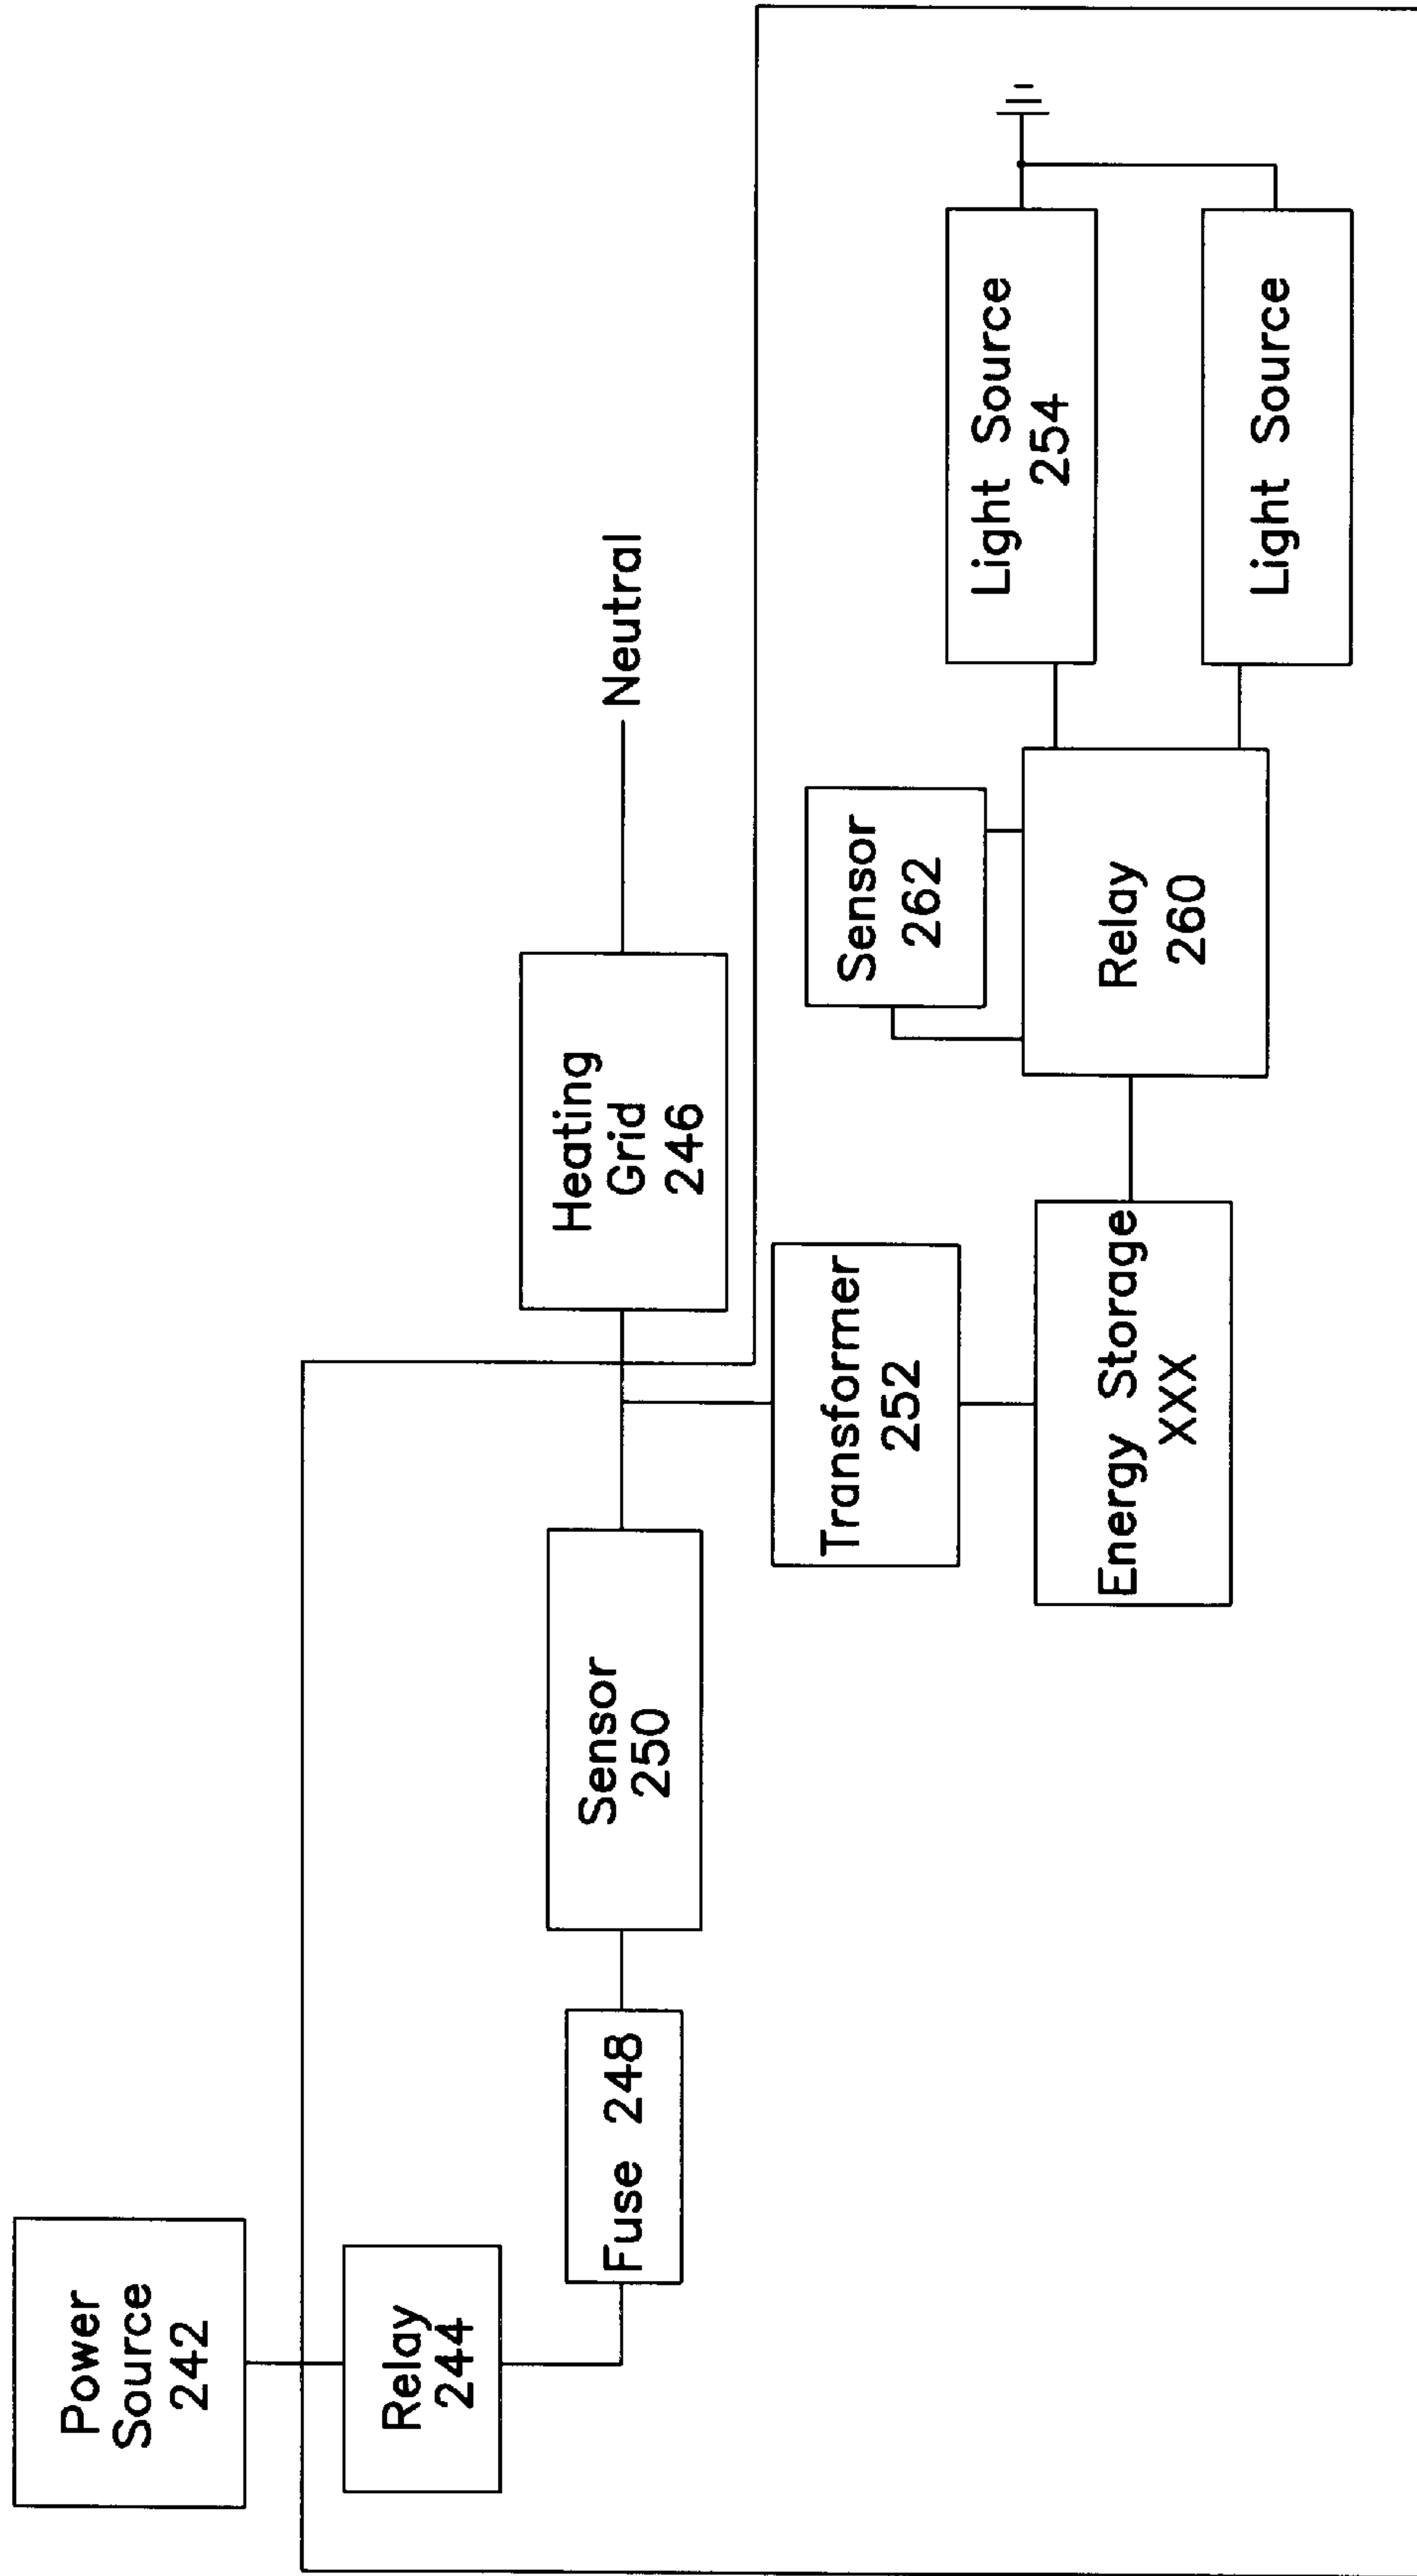 Power
Source
242
Relay
244
Fuse 248
Sensor
250
Heating
Grid
246
Neutral
Transformer
252
Energy Storage
XXX
Sensor
262
Relay
260
Light Source
254
Light Source